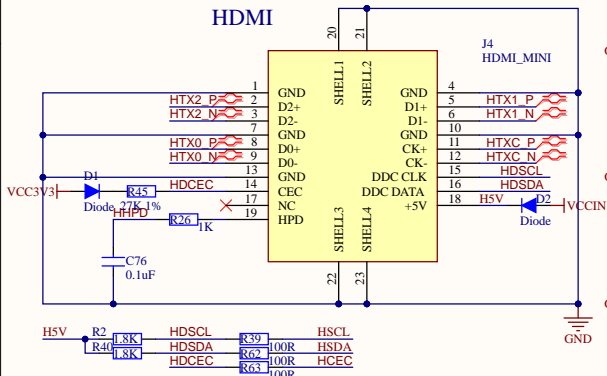 HDMI
J4
HDMI_MINI
20 21
SHELL1 SHELL2
1 GND GND 4
HTX2_P 2 D2+ D1+ 5 HTX1_P
HTX2_N 3 D2- D1- 6 HTX1_N
7 GND GND 10
HTX0_P 8 D0+ CK+ 11 HTXC_P
HTX0_N 9 D0- CK- 12 HTXC_N
13 GND DDC CLK 15 HDSCL
D1
VCC3V3 R45 HDCEC 14 CEC DDC DATA 16 HDSDA
Diode 27K 1% 17 NC +5V 18 H5V D2 VCCIN
HHPD R26 19 HPD Diode
1K
SHELL3 SHELL4
C76
0.1uF
22 23
GND
H5V R2 1.8K HDSCL R39 HSCL
R40 1.8K HDSDA R62 100R HSDA
HDCEC R63 100R HCEC
100R